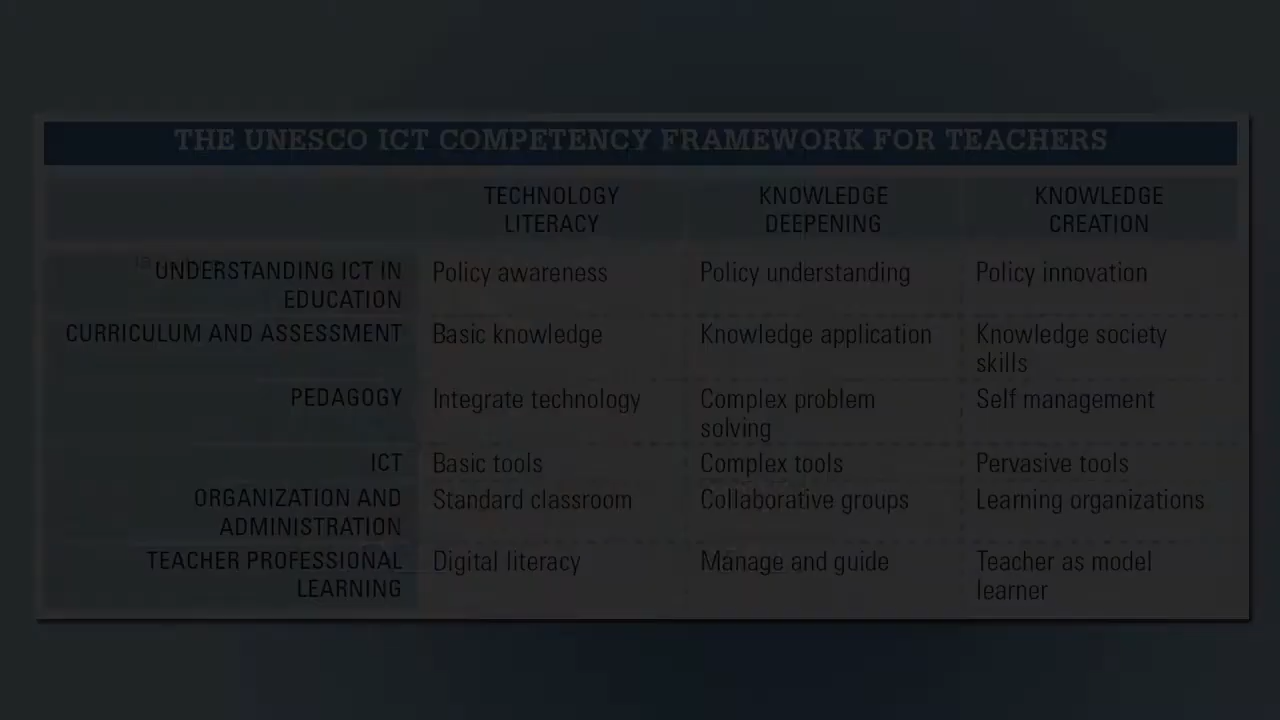 THE UNESCO ICT COMPETENCY FRAMEWORK FOR TEACHERS
TECHNOLOGY LITERACY KNOWLEDGE DEEPENING KNOWLEDGE CREATION
UNDERSTANDING ICT IN EDUCATION Policy awareness Policy understanding Policy innovation
CURRICULUM AND ASSESSMENT Basic knowledge Knowledge application Knowledge society skills
PEDAGOGY Integrate technology Complex problem solving Self management
ICT Basic tools Complex tools Pervasive tools
ORGANIZATION AND ADMINISTRATION Standard classroom Collaborative groups Learning organizations
TEACHER PROFESSIONAL LEARNING Digital literacy Manage and guide Teacher as model learner